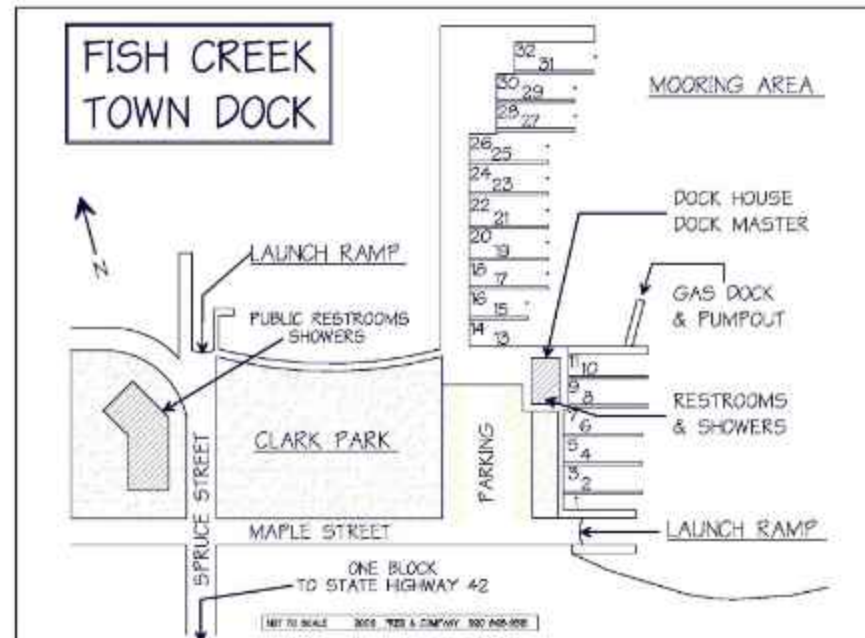 FISH CREEK
TOWN DOCK
MOORING AREA
32
31
30
29
28
27
26
25
24
23
22
21
20
19
18
17
16
15
14
13
DOCK HOUSE
DOCK MASTER
N
LAUNCH RAMP
GAS DOCK
& PUMPOUT
PUBLIC RESTROOMS
SHOWERS
11
10
9
8
7
6
5
4
3
2
1
RESTROOMS
& SHOWERS
CLARK PARK
PARKING
SPRUCE STREET
MAPLE STREET
LAUNCH RAMP
ONE BLOCK
TO STATE HIGHWAY 42
NOT TO SCALE
& COMPANY